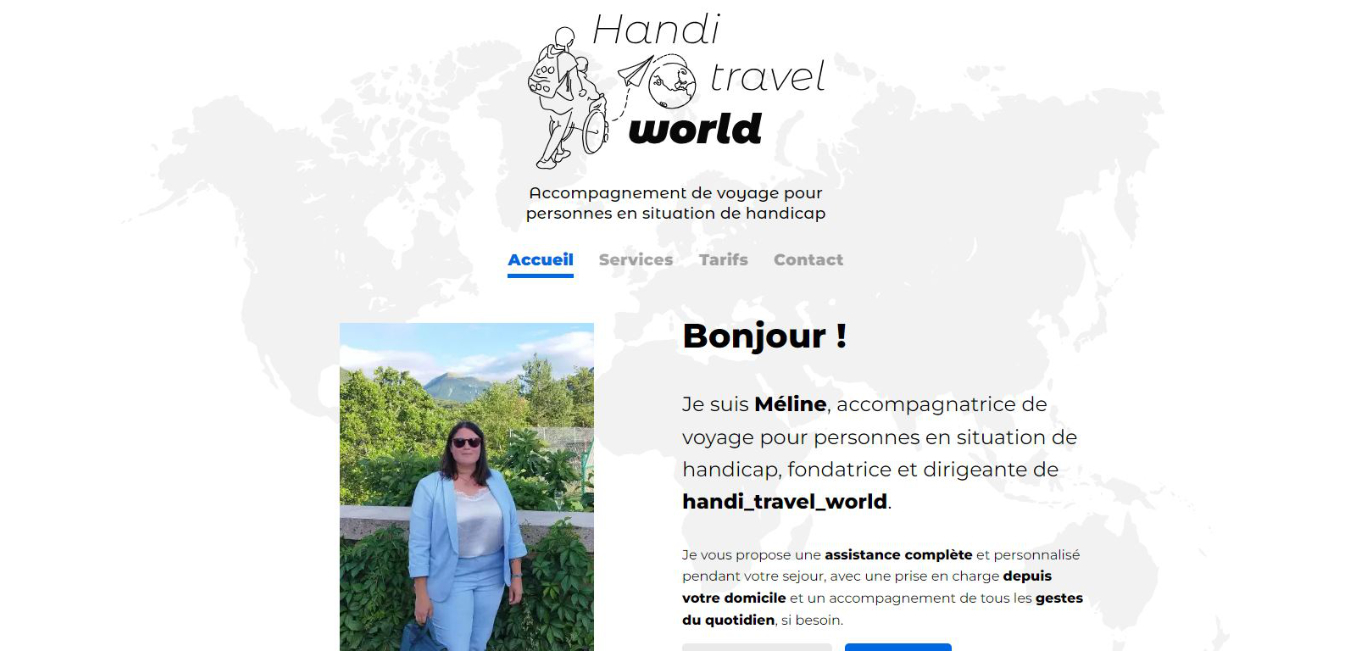 Handi
travel
world
Accompagnement de voyage pour
personnes en situation de handicap
Accueil Services Tarifs Contact
Bonjour !
Je suis Méline, accompagnatrice de
voyage pour personnes en situation de
handicap, fondatrice et dirigeante de
handi_travel_world.
Je vous propose une assistance complète et personnalisé
pendant votre sejour, avec une prise en charge depuis
votre domicile et un accompagnement de tous les gestes
du quotidien, si besoin.